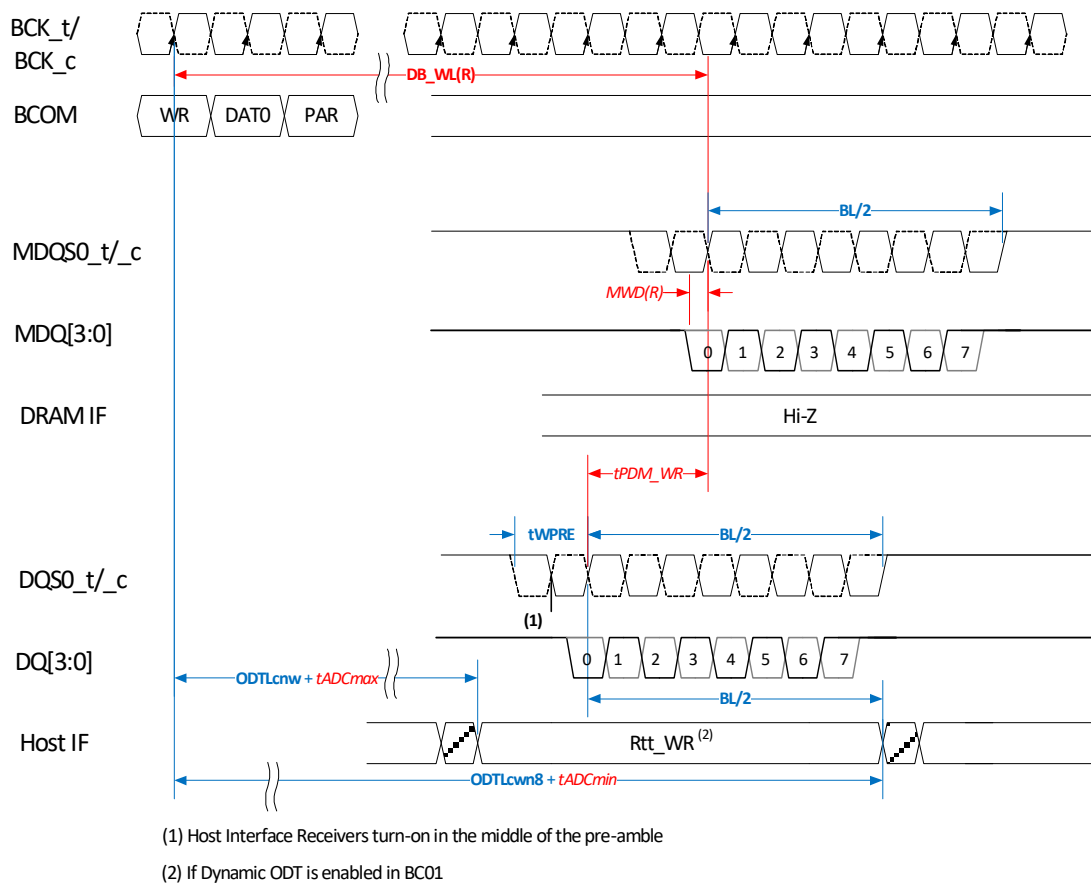 BCK_t/
BCK_c
DB_WL(R)
BCOM
WR DAT0 PAR
BL/2
MDQS0_t/_c
MWD(R)
MDQ[3:0]
0 1 2 3 4 5 6 7
DRAM IF
Hi-Z
tPDM_WR
tWPRE
BL/2
DQS0_t/_c
(1)
DQ[3:0]
0 1 2 3 4 5 6 7
ODTLcnw + tADCmax
BL/2
Host IF
Rtt_WR (2)
ODTLcwn8 + tADCmin
(1) Host Interface Receivers turn-on in the middle of the pre-amble
(2) If Dynamic ODT is enabled in BC01